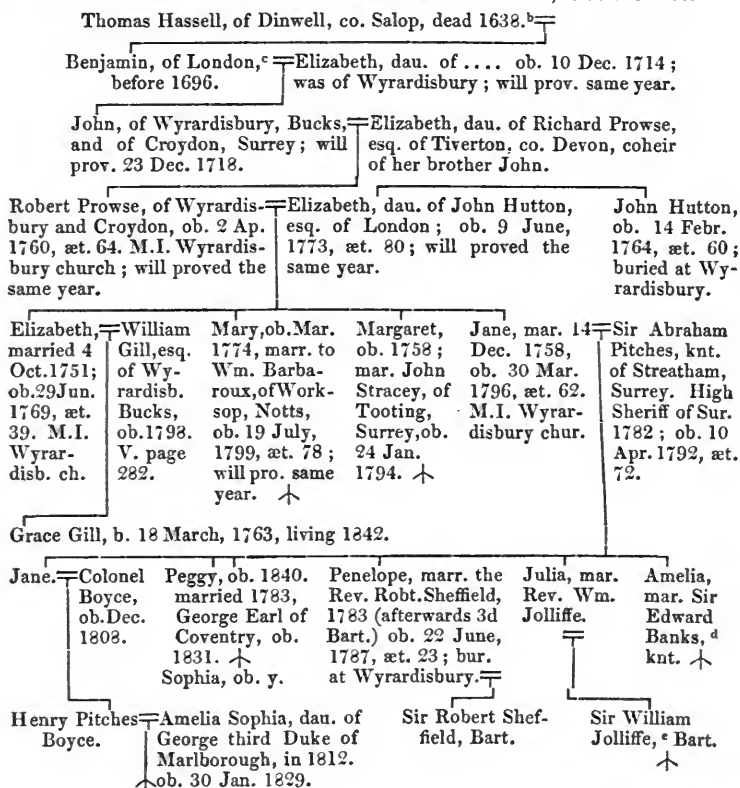 Thomas Hassell, of Dinwell, co. Salop, dead 1638.ᵇ
Benjamin, of London,ᶜ
before 1696.
Elizabeth, dau. of .... ob. 10 Dec. 1714;
was of Wyrardisbury; will prov. same year.
John, of Wyrardisbury, Bucks,
and of Croydon, Surrey; will
prov. 23 Dec. 1718.
Elizabeth, dau. of Richard Prowse,
esq. of Tiverton, co. Devon, coheir
of her brother John.
Robert Prowse, of Wyrardis-
bury and Croydon, ob. 2 Ap.
1760, æt. 64. M.I. Wyrardis-
bury church; will proved the
same year.
Elizabeth, dau. of John Hutton,
esq. of London; ob. 9 June,
1773, æt. 80; will proved the
same year.
John Hutton,
ob. 14 Febr.
1764, æt. 60;
buried at Wy-
rardisbury.
Elizabeth,
married 4
Oct. 1751;
ob. 29 Jun.
1769, æt.
39. M.I.
Wyrar-
disb. ch.
William
Gill, esq.
of Wy-
rardisb.
Bucks,
ob. 1798.
V. page
282.
Mary, ob. Mar.
1774, marr. to
Wm. Barba-
roux, of Work-
sop, Notts,
ob. 19 July,
1799, æt. 78;
will pro. same
year.
Margaret,
ob. 1758;
mar. John
Stracey, of
Tooting,
Surrey, ob.
24 Jan.
1794.
Jane, mar. 14
Dec. 1758,
ob. 30 Mar.
1796, æt. 62.
M.I. Wyrar-
disbury chur.
Sir Abraham
Pitches, knt.
of Streatham,
Surrey. High
Sheriff of Sur.
1782; ob. 10
Apr. 1792, æt.
72.
Grace Gill, b. 18 March, 1763, living 1842.
Jane.
Colonel
Boyce,
ob. Dec.
1808.
Peggy, ob. 1840.
married 1783,
George Earl of
Coventry, ob.
1831.
Sophia, ob. y.
Penelope, marr. the
Rev. Robt. Sheffield,
1783 (afterwards 3d
Bart.) ob. 22 June,
1787, æt. 23; bur.
at Wyrardisbury.
Julia, mar.
Rev. Wm.
Jolliffe.
Amelia,
mar. Sir
Edward
Banks,ᵈ
knt.
Henry Pitches
Boyce.
Amelia Sophia, dau. of
George third Duke of
Marlborough, in 1812.
ob. 30 Jan. 1829.
Sir Robert Shef-
field, Bart.
Sir William
Jolliffe,ᵉ Bart.